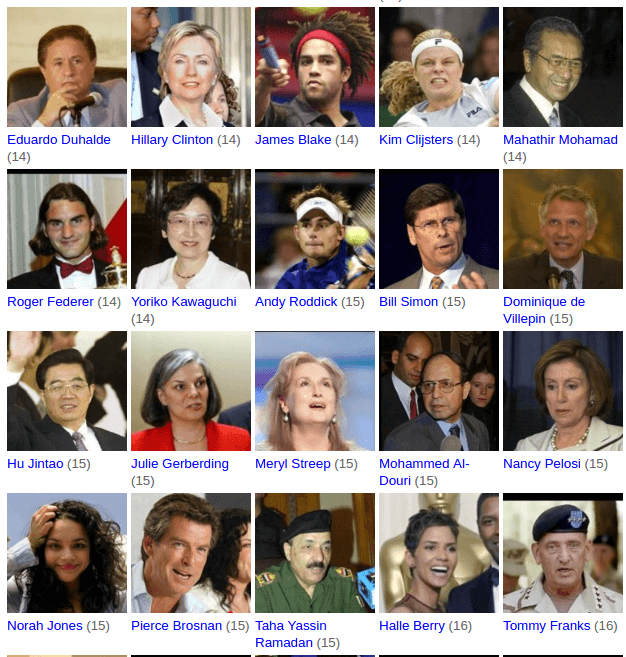 Eduardo Duhalde
(14)
Hillary Clinton (14)
James Blake (14)
Kim Clijsters (14)
Mahathir Mohamad
(14)
Roger Federer (14)
Yoriko Kawaguchi
(14)
Andy Roddick (15)
Bill Simon (15)
Dominique de
Villepin (15)
Hu Jintao (15)
Julie Gerberding
(15)
Meryl Streep (15)
Mohammed Al-
Douri (15)
Nancy Pelosi (15)
Norah Jones (15)
Pierce Brosnan (15)
Taha Yassin
Ramadan (15)
Halle Berry (16)
Tommy Franks (16)